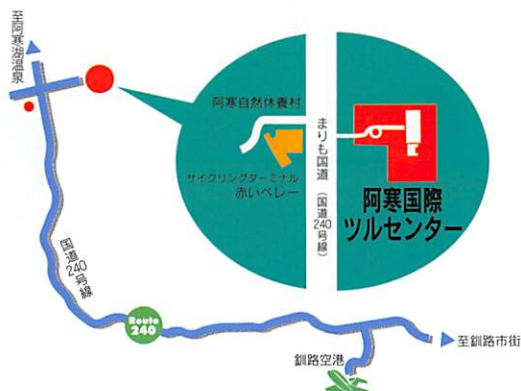 至阿寒湖温泉
阿寒自然休養村
サイクリングターミナル
赤いベレー
まりも国道
（国道240号線）
阿寒国際
ツルセンター
国道240号線
Route
240
釧路空港
至釧路市街